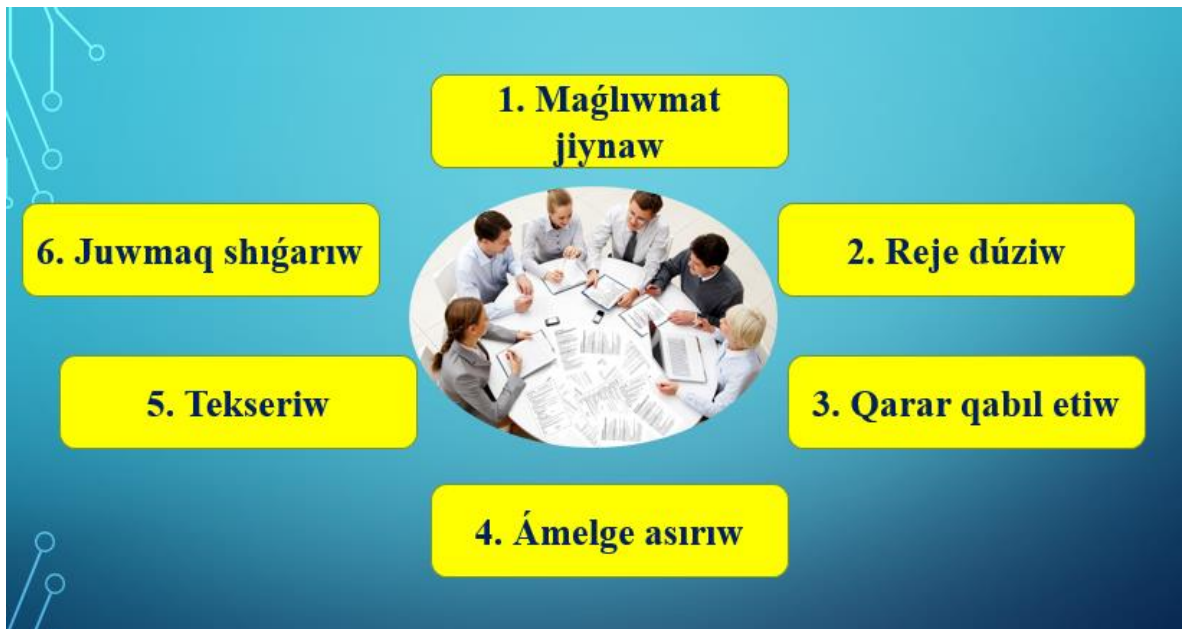 1. Maǵlıwmat
jiynaw
2. Reje dúziw
3. Qarar qabıl etiw
4. Ámelge asırıw
5. Tekseriw
6. Juwmaq shıǵarıw